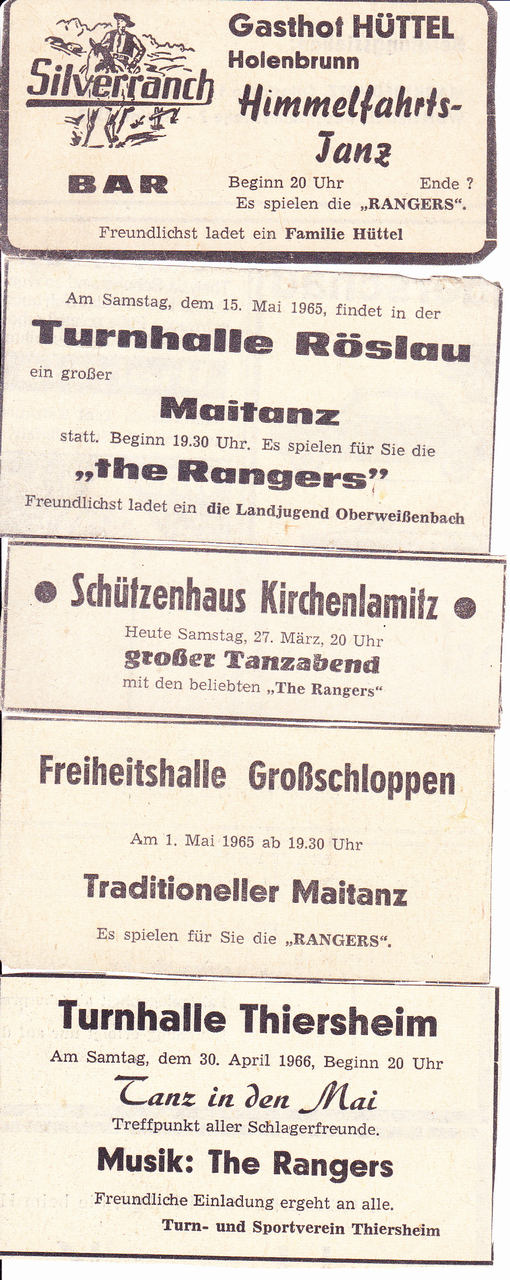 Silverranch
BAR
Gasthof HÜTTEL
Holenbrunn
Himmelfahrts-
Tanz
Beginn 20 Uhr Ende ?
Es spielen die „RANGERS".
Freundlichst ladet ein Familie Hüttel
Am Samstag, dem 15. Mai 1965, findet in der
Turnhalle Röslau
ein großer
Maitanz
statt. Beginn 19.30 Uhr. Es spielen für Sie die
„the Rangers”
Freundlichst ladet ein die Landjugend Oberweißenbach
● Schützenhaus Kirchenlamitz ●
Heute Samstag, 27. März, 20 Uhr
großer Tanzabend
mit den beliebten „The Rangers"
Freiheitshalle Großschloppen
Am 1. Mai 1965 ab 19.30 Uhr
Traditioneller Maitanz
Es spielen für Sie die „RANGERS".
Turnhalle Thiersheim
Am Samtag, dem 30. April 1966, Beginn 20 Uhr
Tanz in den Mai
Treffpunkt aller Schlagerfreunde.
Musik: The Rangers
Freundliche Einladung ergeht an alle.
Turn- und Sportverein Thiersheim